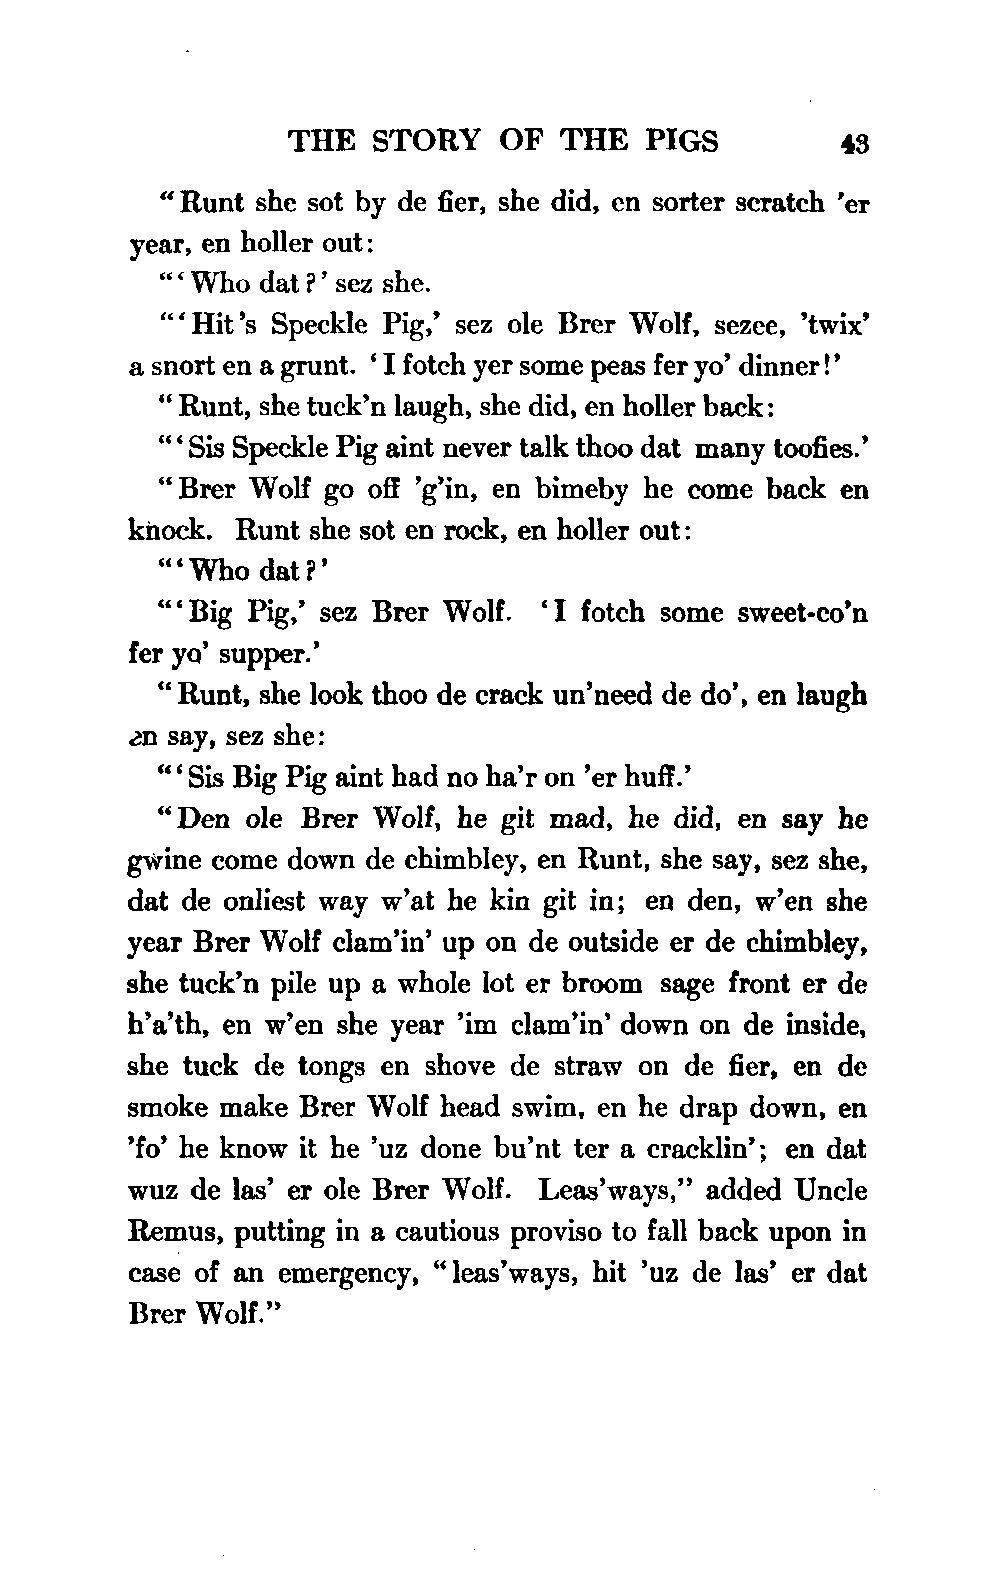 THE STORY OF THE PIGS 43
"Runt she sot by de fier, she did, en sorter scratch 'er
year, en holler out:
"'Who dat?' sez she.
"'Hit's Speckle Pig,' sez ole Brer Wolf, sezee, 'twix'
a snort en a grunt. 'I fotch yer some peas fer yo' dinner!'
"Runt, she tuck'n laugh, she did, en holler back:
"'Sis Speckle Pig aint never talk thoo dat many toofies.'
"Brer Wolf go off 'g'in, en bimeby he come back en
knock. Runt she sot en rock, en holler out:
"'Who dat?'
"'Big Pig,' sez Brer Wolf. 'I fotch some sweet-co'n
fer yo' supper.'
"Runt, she look thoo de crack un'need de do', en laugh
en say, sez she:
"'Sis Big Pig aint had no ha'r on 'er huff.'
"Den ole Brer Wolf, he git mad, he did, en say he
gwine come down de chimbley, en Runt, she say, sez she,
dat de onliest way w'at he kin git in; en den, w'en she
year Brer Wolf clam'in' up on de outside er de chimbley,
she tuck'n pile up a whole lot er broom sage front er de
h'a'th, en w'en she year 'im clam'in' down on de inside,
she tuck de tongs en shove de straw on de fier, en de
smoke make Brer Wolf head swim, en he drap down, en
'fo' he know it he 'uz done bu'nt ter a cracklin'; en dat
wuz de las' er ole Brer Wolf. Leas'ways," added Uncle
Remus, putting in a cautious proviso to fall back upon in
case of an emergency, "leas'ways, hit 'uz de las' er dat
Brer Wolf."